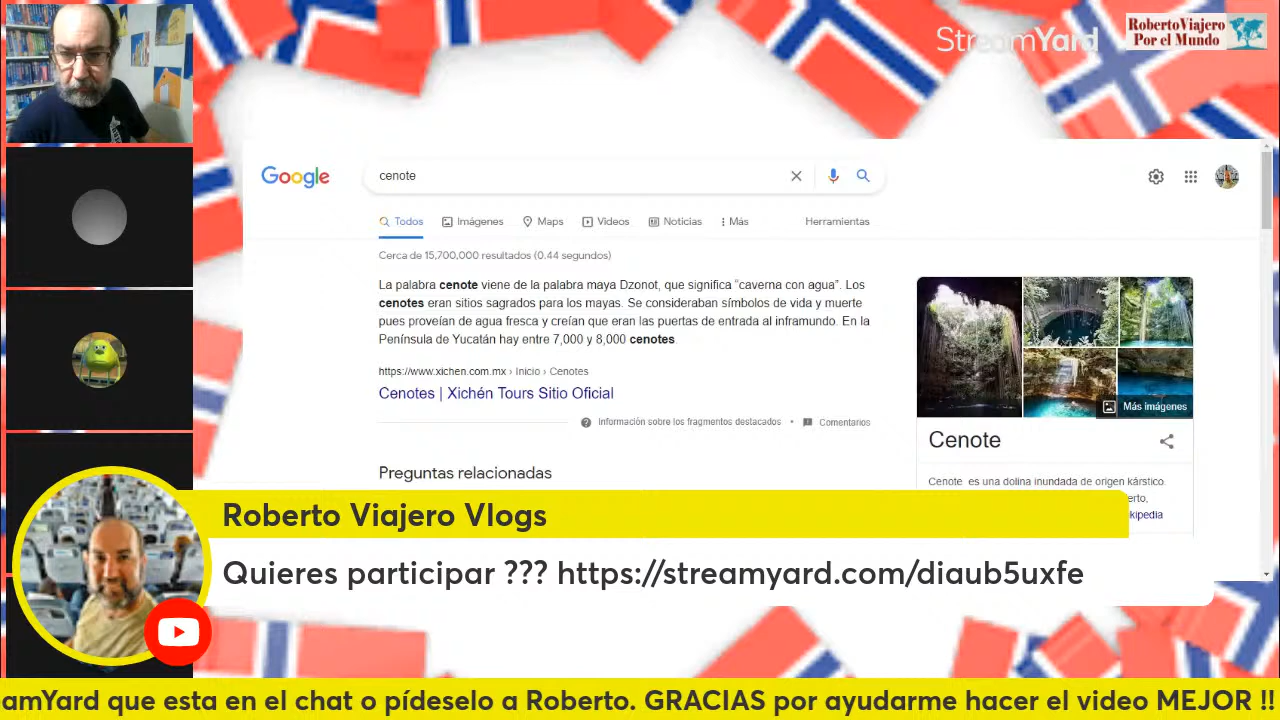 StreamYard
RobertoViajero
Por el Mundo
Google
cenote
Todos
Imágenes
Maps
Videos
Noticias
Más
Herramientas
Cerca de 15,700,000 resultados (0.44 segundos)
La palabra cenote viene de la palabra maya Dzonot, que significa “caverna con agua”. Los
cenotes eran sitios sagrados para los mayas. Se consideraban símbolos de vida y muerte
pues proveían de agua fresca y creían que eran las puertas de entrada al inframundo. En la
Península de Yucatán hay entre 7,000 y 8,000 cenotes
https://www.xichen.com.mx › Inicio › Cenotes
Cenotes | Xichén Tours Sitio Oficial
Información sobre los fragmentos destacados
Comentarios
Más imágenes
Cenote
Preguntas relacionadas
Cenote es una dolina inundada de origen kárstico.
erto,
kipedia
Roberto Viajero Vlogs
Quieres participar ??? https://streamyard.com/diaub5uxfe
eamYard que esta en el chat o pídeselo a Roberto. GRACIAS por ayudarme hacer el video MEJOR !!